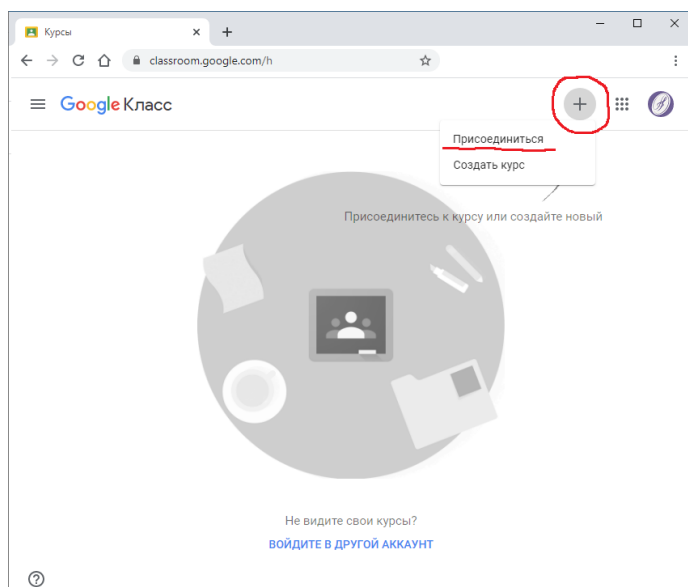 Курсы
classroom.google.com/h
Google Класс
Присоединиться
Создать курс
Присоединитесь к курсу или создайте новый
Не видите свои курсы?
ВОЙДИТЕ В ДРУГОЙ АККАУНТ